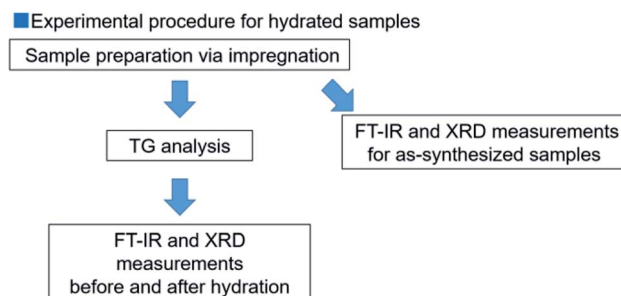 Experimental procedure for hydrated samples
Sample preparation via impregnation
TG analysis
FT-IR and XRD measurements
for as-synthesized samples
FT-IR and XRD
measurements
before and after hydration